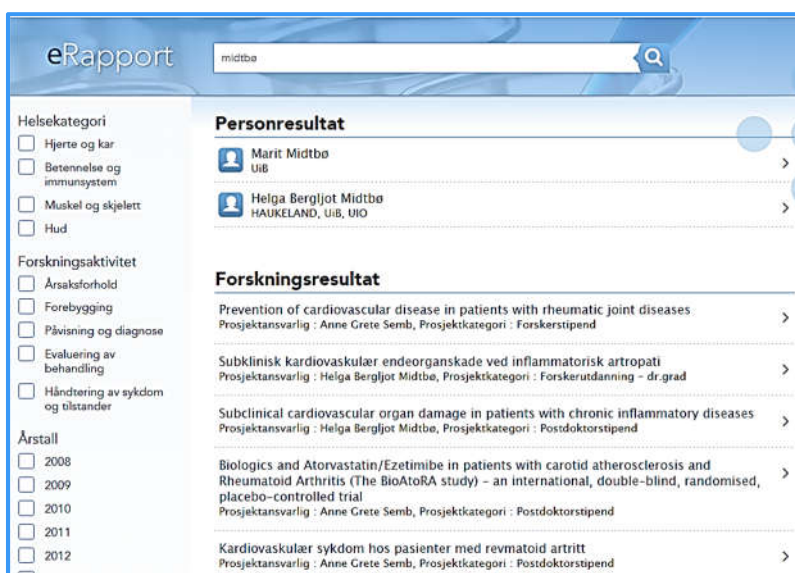 eRapport
midtbø
Helsekategori
Hjerte og kar
Betennelse og
immunsystem
Muskel og skjelett
Hud
Forskningsaktivitet
Årsaksforhold
Forebygging
Påvisning og diagnose
Evaluering av
behandling
Håndtering av sykdom
og tilstander
Årstall
2008
2009
2010
2011
2012
Personresultat
Marit Midtbø
UiB
Helga Bergljot Midtbø
HAUKELAND, UiB, UIO
Forskningsresultat
Prevention of cardiovascular disease in patients with rheumatic joint diseases
Prosjektansvarlig : Anne Grete Semb, Prosjektkategori : Forskerstipend
Subklinisk kardiovaskulær endeorganskade ved inflammatorisk artropati
Prosjektansvarlig : Helga Bergljot Midtbø, Prosjektkategori : Forskerutdanning - dr.grad
Subclinical cardiovascular organ damage in patients with chronic inflammatory diseases
Prosjektansvarlig : Helga Bergljot Midtbø, Prosjektkategori : Postdoktorstipend
Biologics and Atorvastatin/Ezetimibe in patients with carotid atherosclerosis and
Rheumatoid Arthritis (The BioAtoRA study) - an international, double-blind, randomised,
placebo-controlled trial
Prosjektansvarlig : Anne Grete Semb, Prosjektkategori : Postdoktorstipend
Kardiovaskulær sykdom hos pasienter med revmatoid artritt
Prosjektansvarlig : Anne Grete Semb, Prosjektkategori : Postdoktorstipend